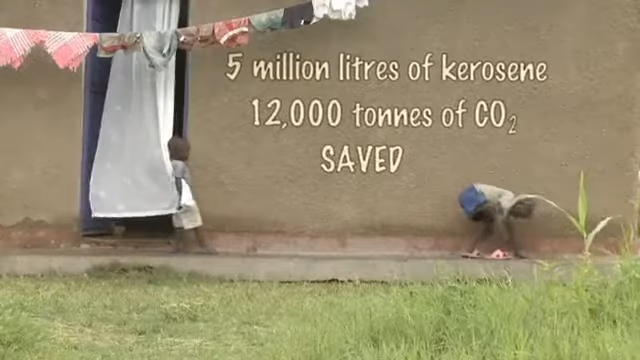 5 million litres of kerosene
12,000 tonnes of CO₂
SAVED